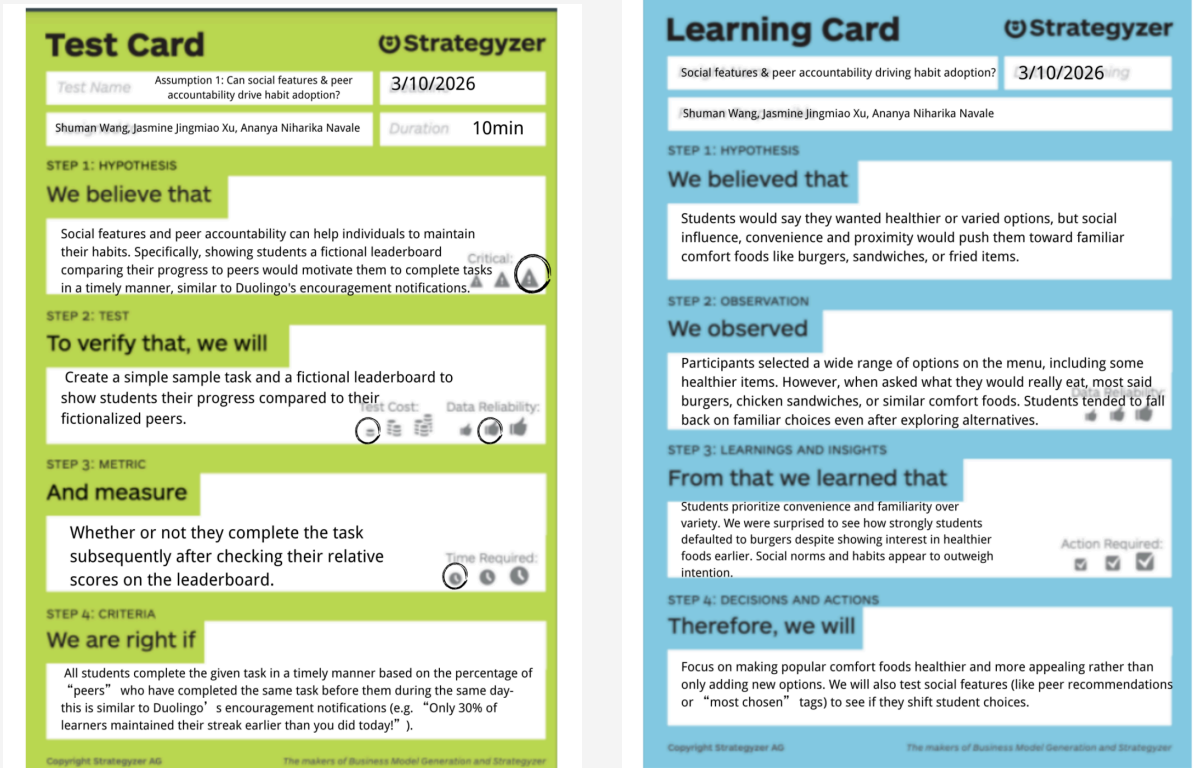 Test Card
Strategyzer
Test Name
Assumption 1: Can social features & peer
accountability drive habit adoption?
3/10/2026
Shuman Wang, Jasmine Jingmiao Xu, Ananya Niharika Navale
Duration
10min
STEP 1: HYPOTHESIS
We believe that
Social features and peer accountability can help individuals to maintain
their habits. Specifically, showing students a fictional leaderboard
comparing their progress to peers would motivate them to complete tasks
in a timely manner, similar to Duolingo's encouragement notifications.
Critical:
STEP 2: TEST
To verify that, we will
Create a simple sample task and a fictional leaderboard to
show students their progress compared to their
fictionalized peers.
Test Cost:
Data Reliability:
STEP 3: METRIC
And measure
Whether or not they complete the task
subsequently after checking their relative
scores on the leaderboard.
Time Required:
STEP 4: CRITERIA
We are right if
All students complete the given task in a timely manner based on the percentage of
“peers” who have completed the same task before them during the same day-
this is similar to Duolingo’s encouragement notifications (e.g. “Only 30% of
learners maintained their streak earlier than you did today!”).
Copyright Strategyzer AG
The makers of Business Model Generation and Strategyzer
Learning Card
Strategyzer
Social features & peer accountability driving habit adoption?
3/10/2026
Shuman Wang, Jasmine Jingmiao Xu, Ananya Niharika Navale
STEP 1: HYPOTHESIS
We believed that
Students would say they wanted healthier or varied options, but social
influence, convenience and proximity would push them toward familiar
comfort foods like burgers, sandwiches, or fried items.
STEP 2: OBSERVATION
We observed
Participants selected a wide range of options on the menu, including some
healthier items. However, when asked what they would really eat, most said
burgers, chicken sandwiches, or similar comfort foods. Students tended to fall
back on familiar choices even after exploring alternatives.
Data Reliability:
STEP 3: LEARNINGS AND INSIGHTS
From that we learned that
Students prioritize convenience and familiarity over
variety. We were surprised to see how strongly students
defaulted to burgers despite showing interest in healthier
foods earlier. Social norms and habits appear to outweigh
intention.
Action Required:
STEP 4: DECISIONS AND ACTIONS
Therefore, we will
Focus on making popular comfort foods healthier and more appealing rather than
only adding new options. We will also test social features (like peer recommendations
or “most chosen” tags) to see if they shift student choices.
Copyright Strategyzer AG
The makers of Business Model Generation and Strategyzer